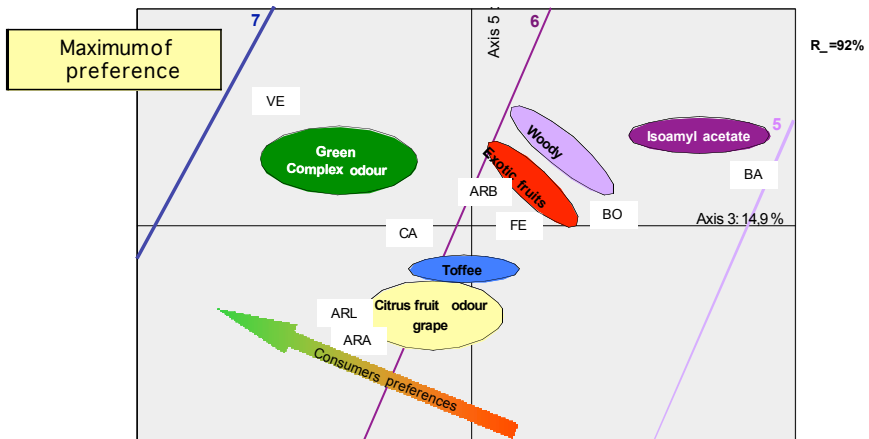 Maximum of
preference
7
Axis 5 :
6
R_=92%
VE
Green
Complex odour
Woody
Isoamyl acetate
5
Exotic fruits
ARB
BA
BO
FE
Axis 3: 14,9 %
CA
Toffee
Citrus fruit odour
grape
ARL
ARA
Consumers preferences